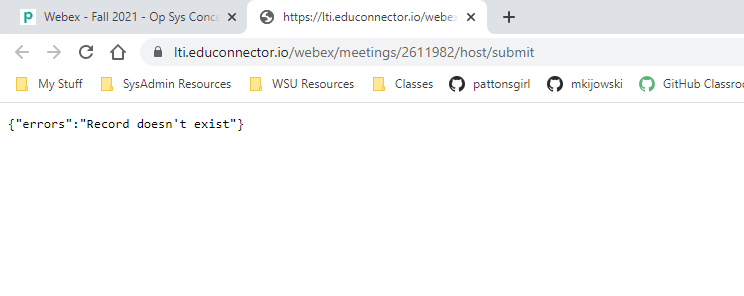 Webex - Fall 2021 - Op Sys Conce
https://lti.educonnector.io/webex
lti.educonnector.io/webex/meetings/2611982/host/submit
My Stuff
SysAdmin Resources
WSU Resources
Classes
pattonsgirl
mkijowski
GitHub Classroo
{"errors":"Record doesn't exist"}